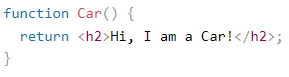 function Car() {
  return <h2>Hi, I am a Car!</h2>;
}